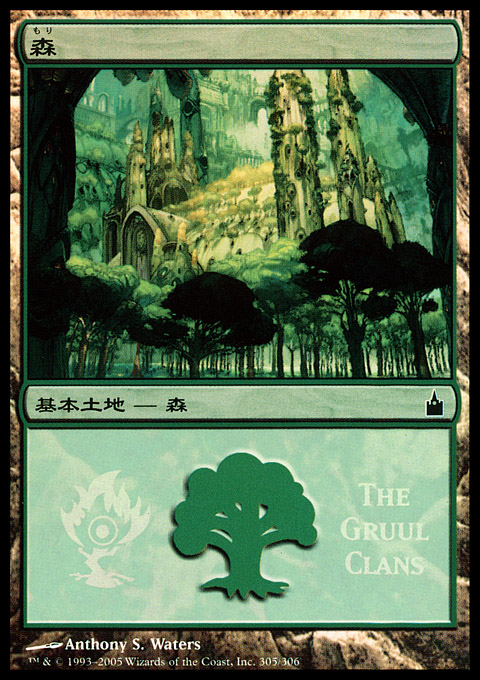 もり
森
基本土地 — 森
THE
GRUUL
CLANS
Anthony S. Waters
™ & © 1993–2005 Wizards of the Coast, Inc. 305/306